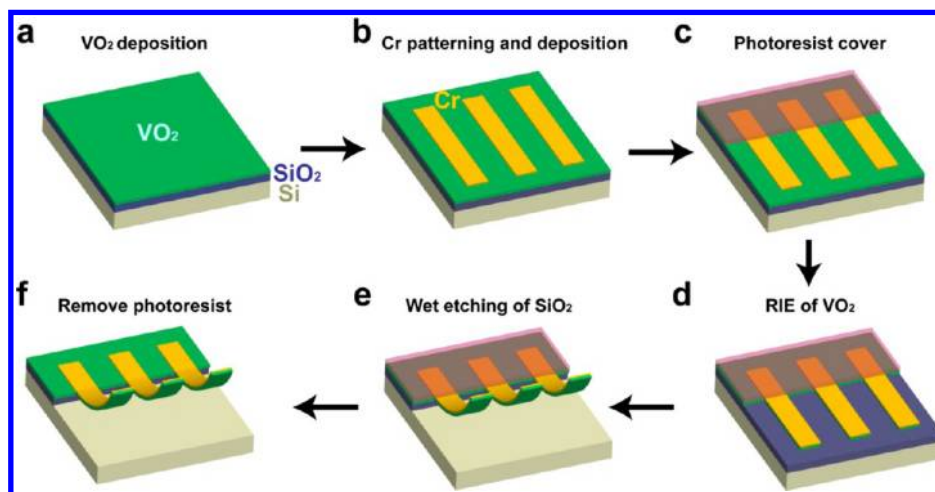 a
VO₂ deposition
VO₂
SiO₂
Si
b
Cr patterning and deposition
Cr
c
Photoresist cover
d
RIE of VO₂
e
Wet etching of SiO₂
f
Remove photoresist